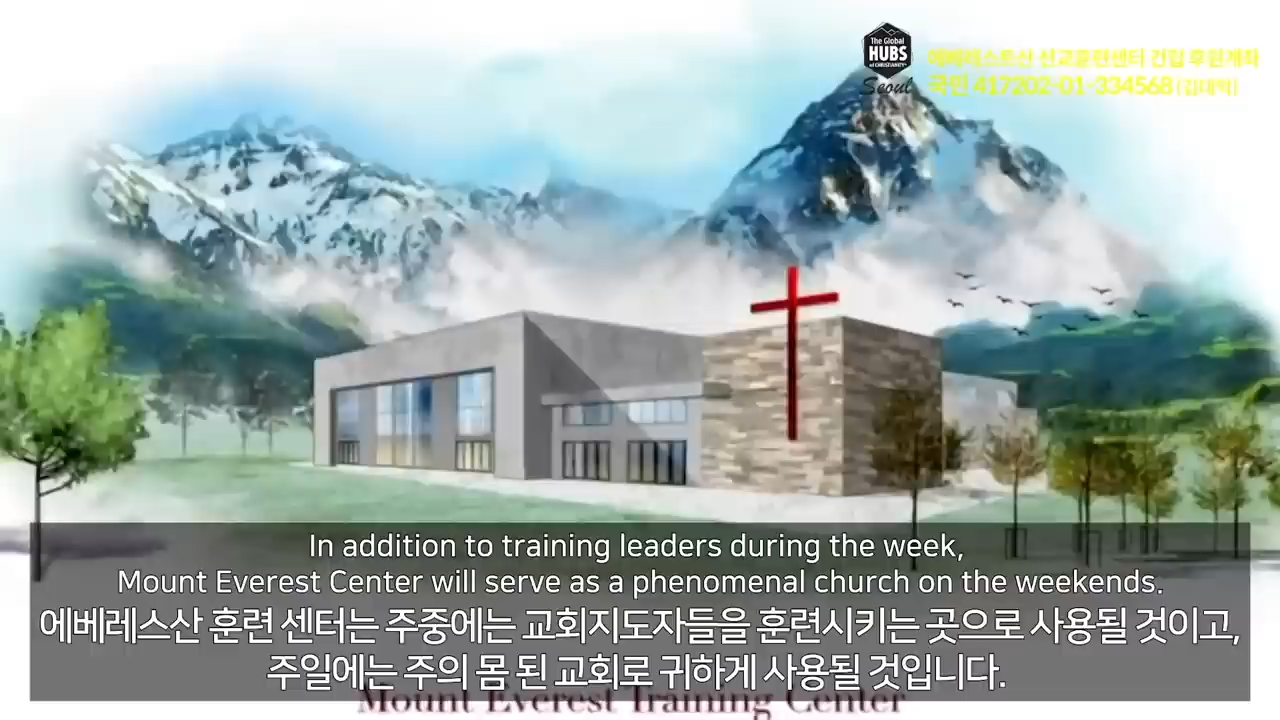 The Global
HUBS
of CHRISTIANITY
Seoul
에베레스트산 선교훈련센터 건립 후원계좌
국민 417202-01-334568 (김대학)
In addition to training leaders during the week,
Mount Everest Center will serve as a phenomenal church on the weekends.
에베레스산 훈련 센터는 주중에는 교회지도자들을 훈련시키는 곳으로 사용될 것이고,
주일에는 주의 몸 된 교회로 귀하게 사용될 것입니다.
Mount Everest Training Center